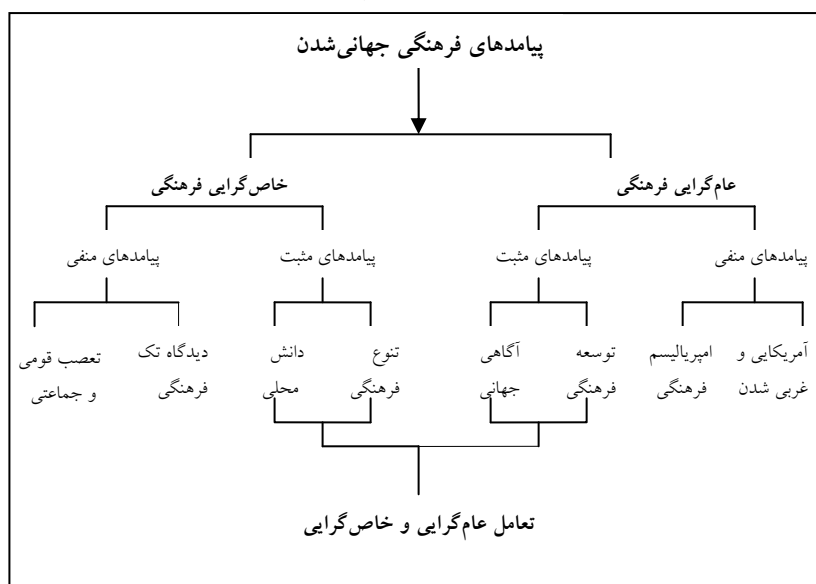 پیامدهای فرهنگی جهانی‌شدن
عام‌گرایی فرهنگی
خاص‌گرایی فرهنگی
پیامدهای منفی
پیامدهای مثبت
پیامدهای مثبت
پیامدهای منفی
آمریکایی و
غربی شدن
امپریالیسم
فرهنگی
توسعه
فرهنگی
آگاهی
جهانی
تنوع
فرهنگی
دانش
محلی
دیدگاه تک
فرهنگی
تعصب قومی
و جماعتی
تعامل عام‌گرایی و خاص‌گرایی